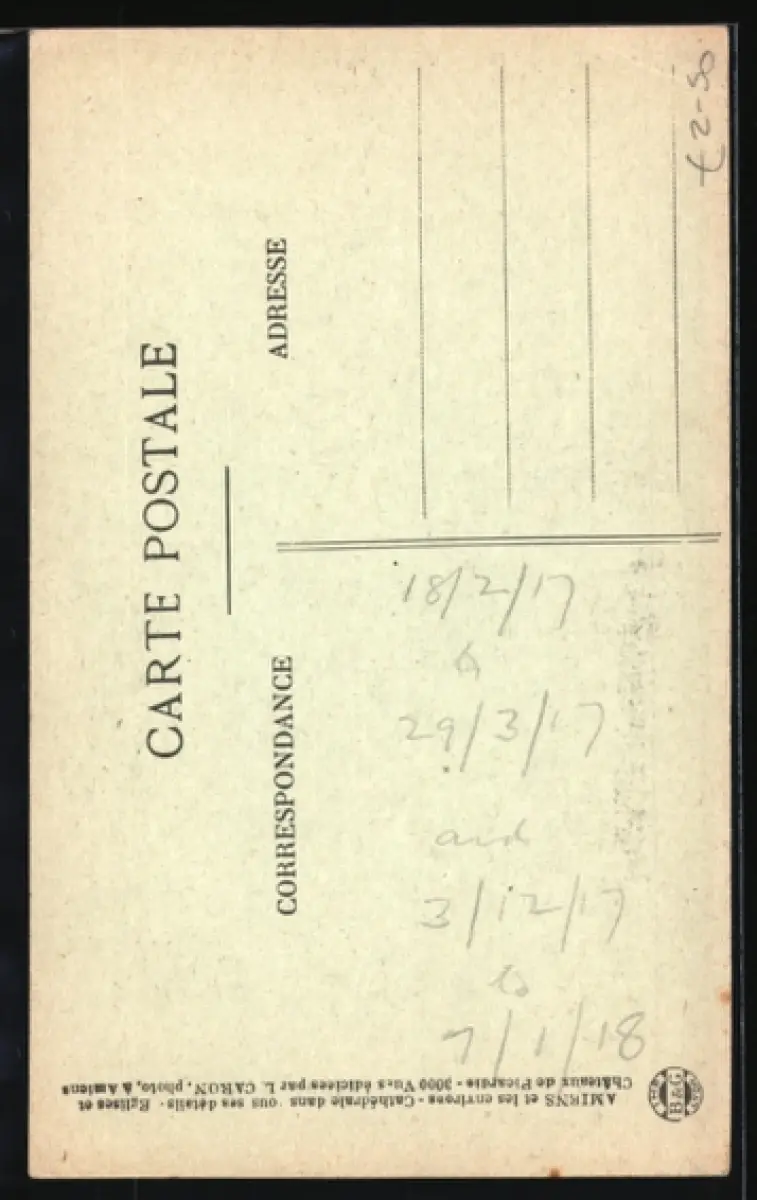 CARTE POSTALE
CORRESPONDANCE
ADRESSE
£2-50
18/2/17
to
29/3/17
and
3/12/17
to
7/1/18
AMIRNS et les environs - Cathédrale dans ous ses détails - Eglises et
Châteaux de Picardie - 3000 Vues éditées par L. CARON, photo, à Amiens
B&G